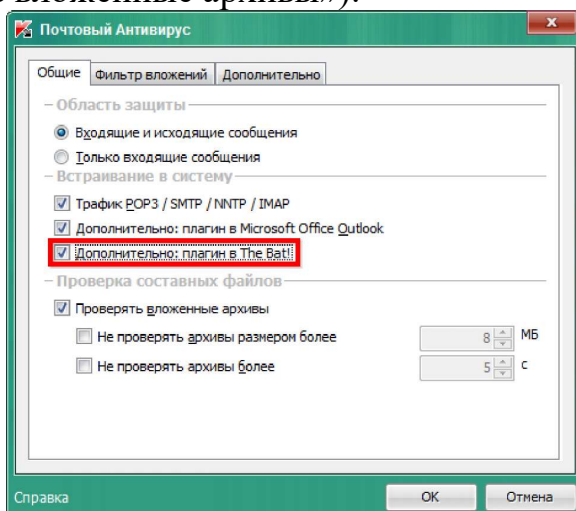 вложенные архивы»).
Почтовый Антивирус
Общие Фильтр вложений Дополнительно
Область защиты
Входящие и исходящие сообщения
Только входящие сообщения
Встраивание в систему
Трафик POP3 / SMTP / NNTP / IMAP
Дополнительно: плагин в Microsoft Office Outlook
Дополнительно: плагин в The Bat!
Проверка составных файлов
Проверять вложенные архивы
Не проверять архивы размером более 8 МБ
Не проверять архивы более 5 с
Справка OK Отмена